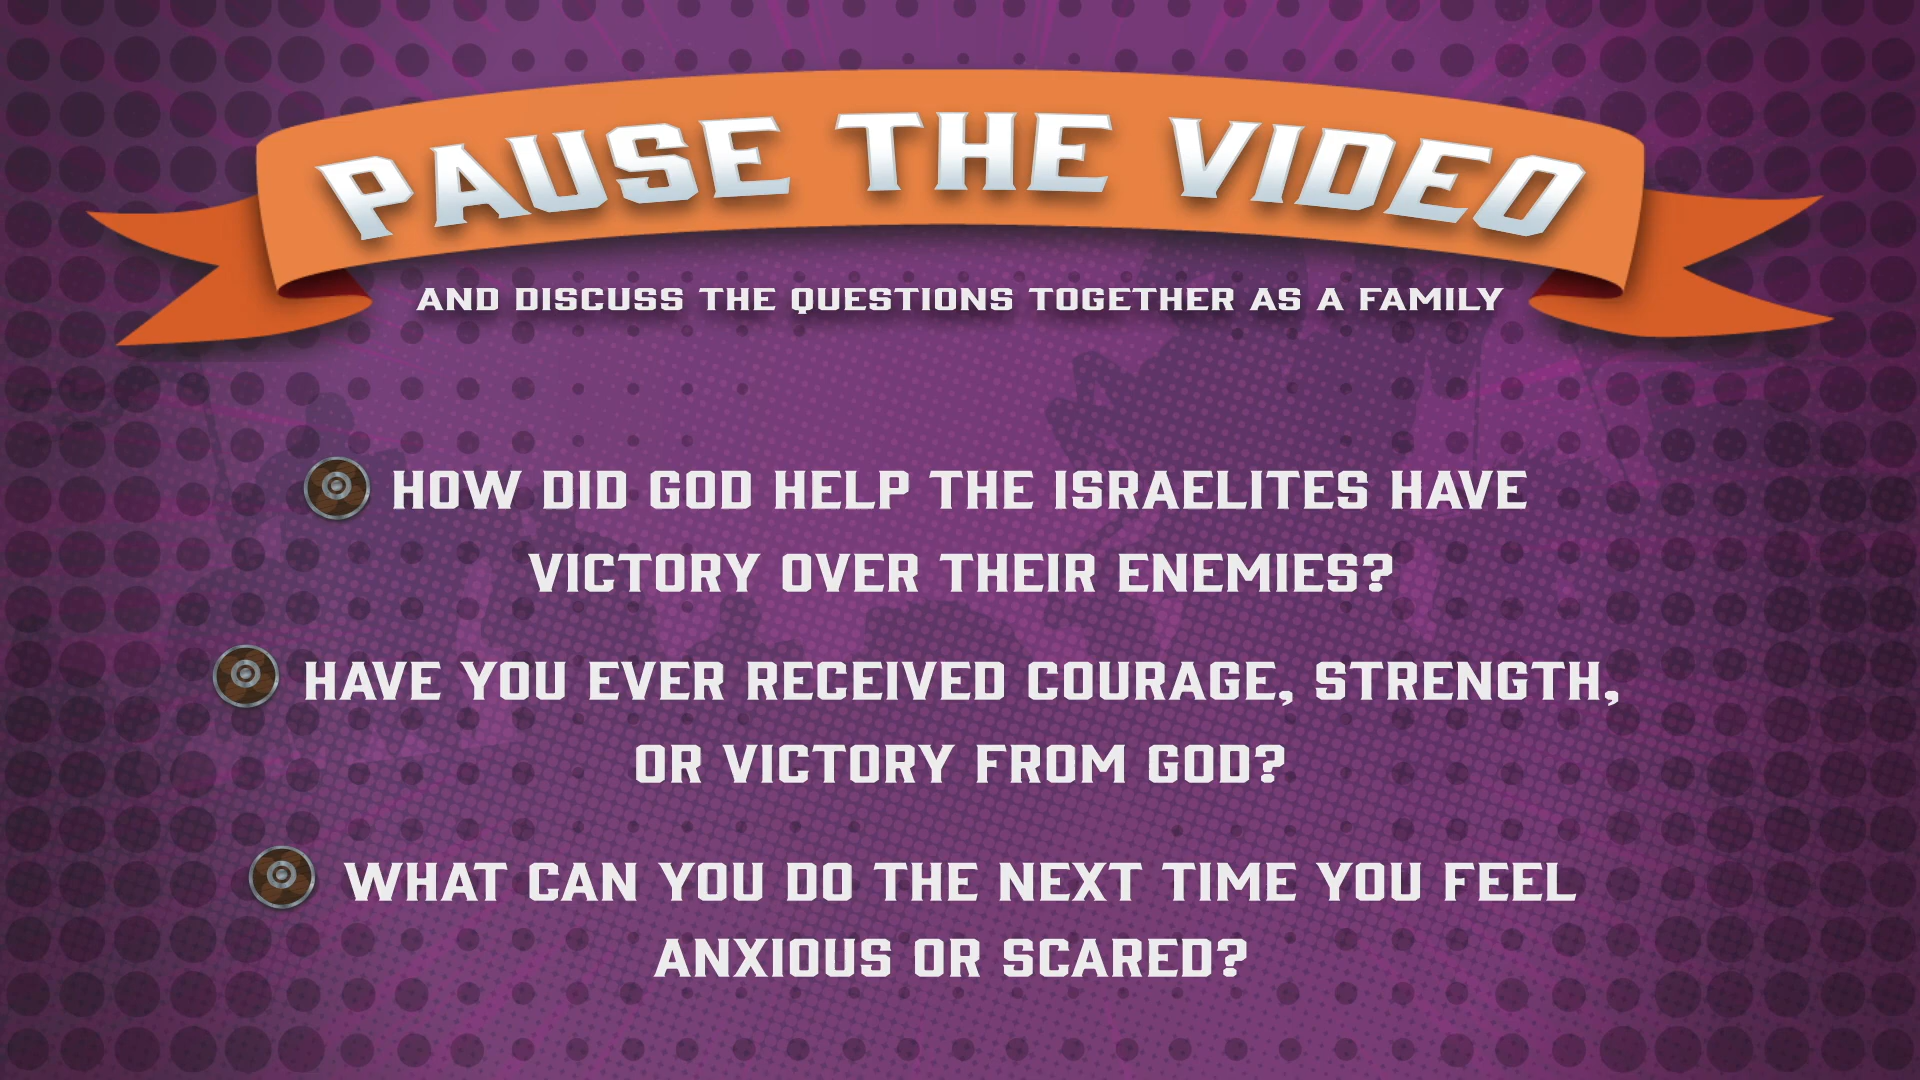 PAUSE THE VIDEO
AND DISCUSS THE QUESTIONS TOGETHER AS A FAMILY
HOW DID GOD HELP THE ISRAELITES HAVE
VICTORY OVER THEIR ENEMIES?
HAVE YOU EVER RECEIVED COURAGE, STRENGTH,
OR VICTORY FROM GOD?
WHAT CAN YOU DO THE NEXT TIME YOU FEEL
ANXIOUS OR SCARED?